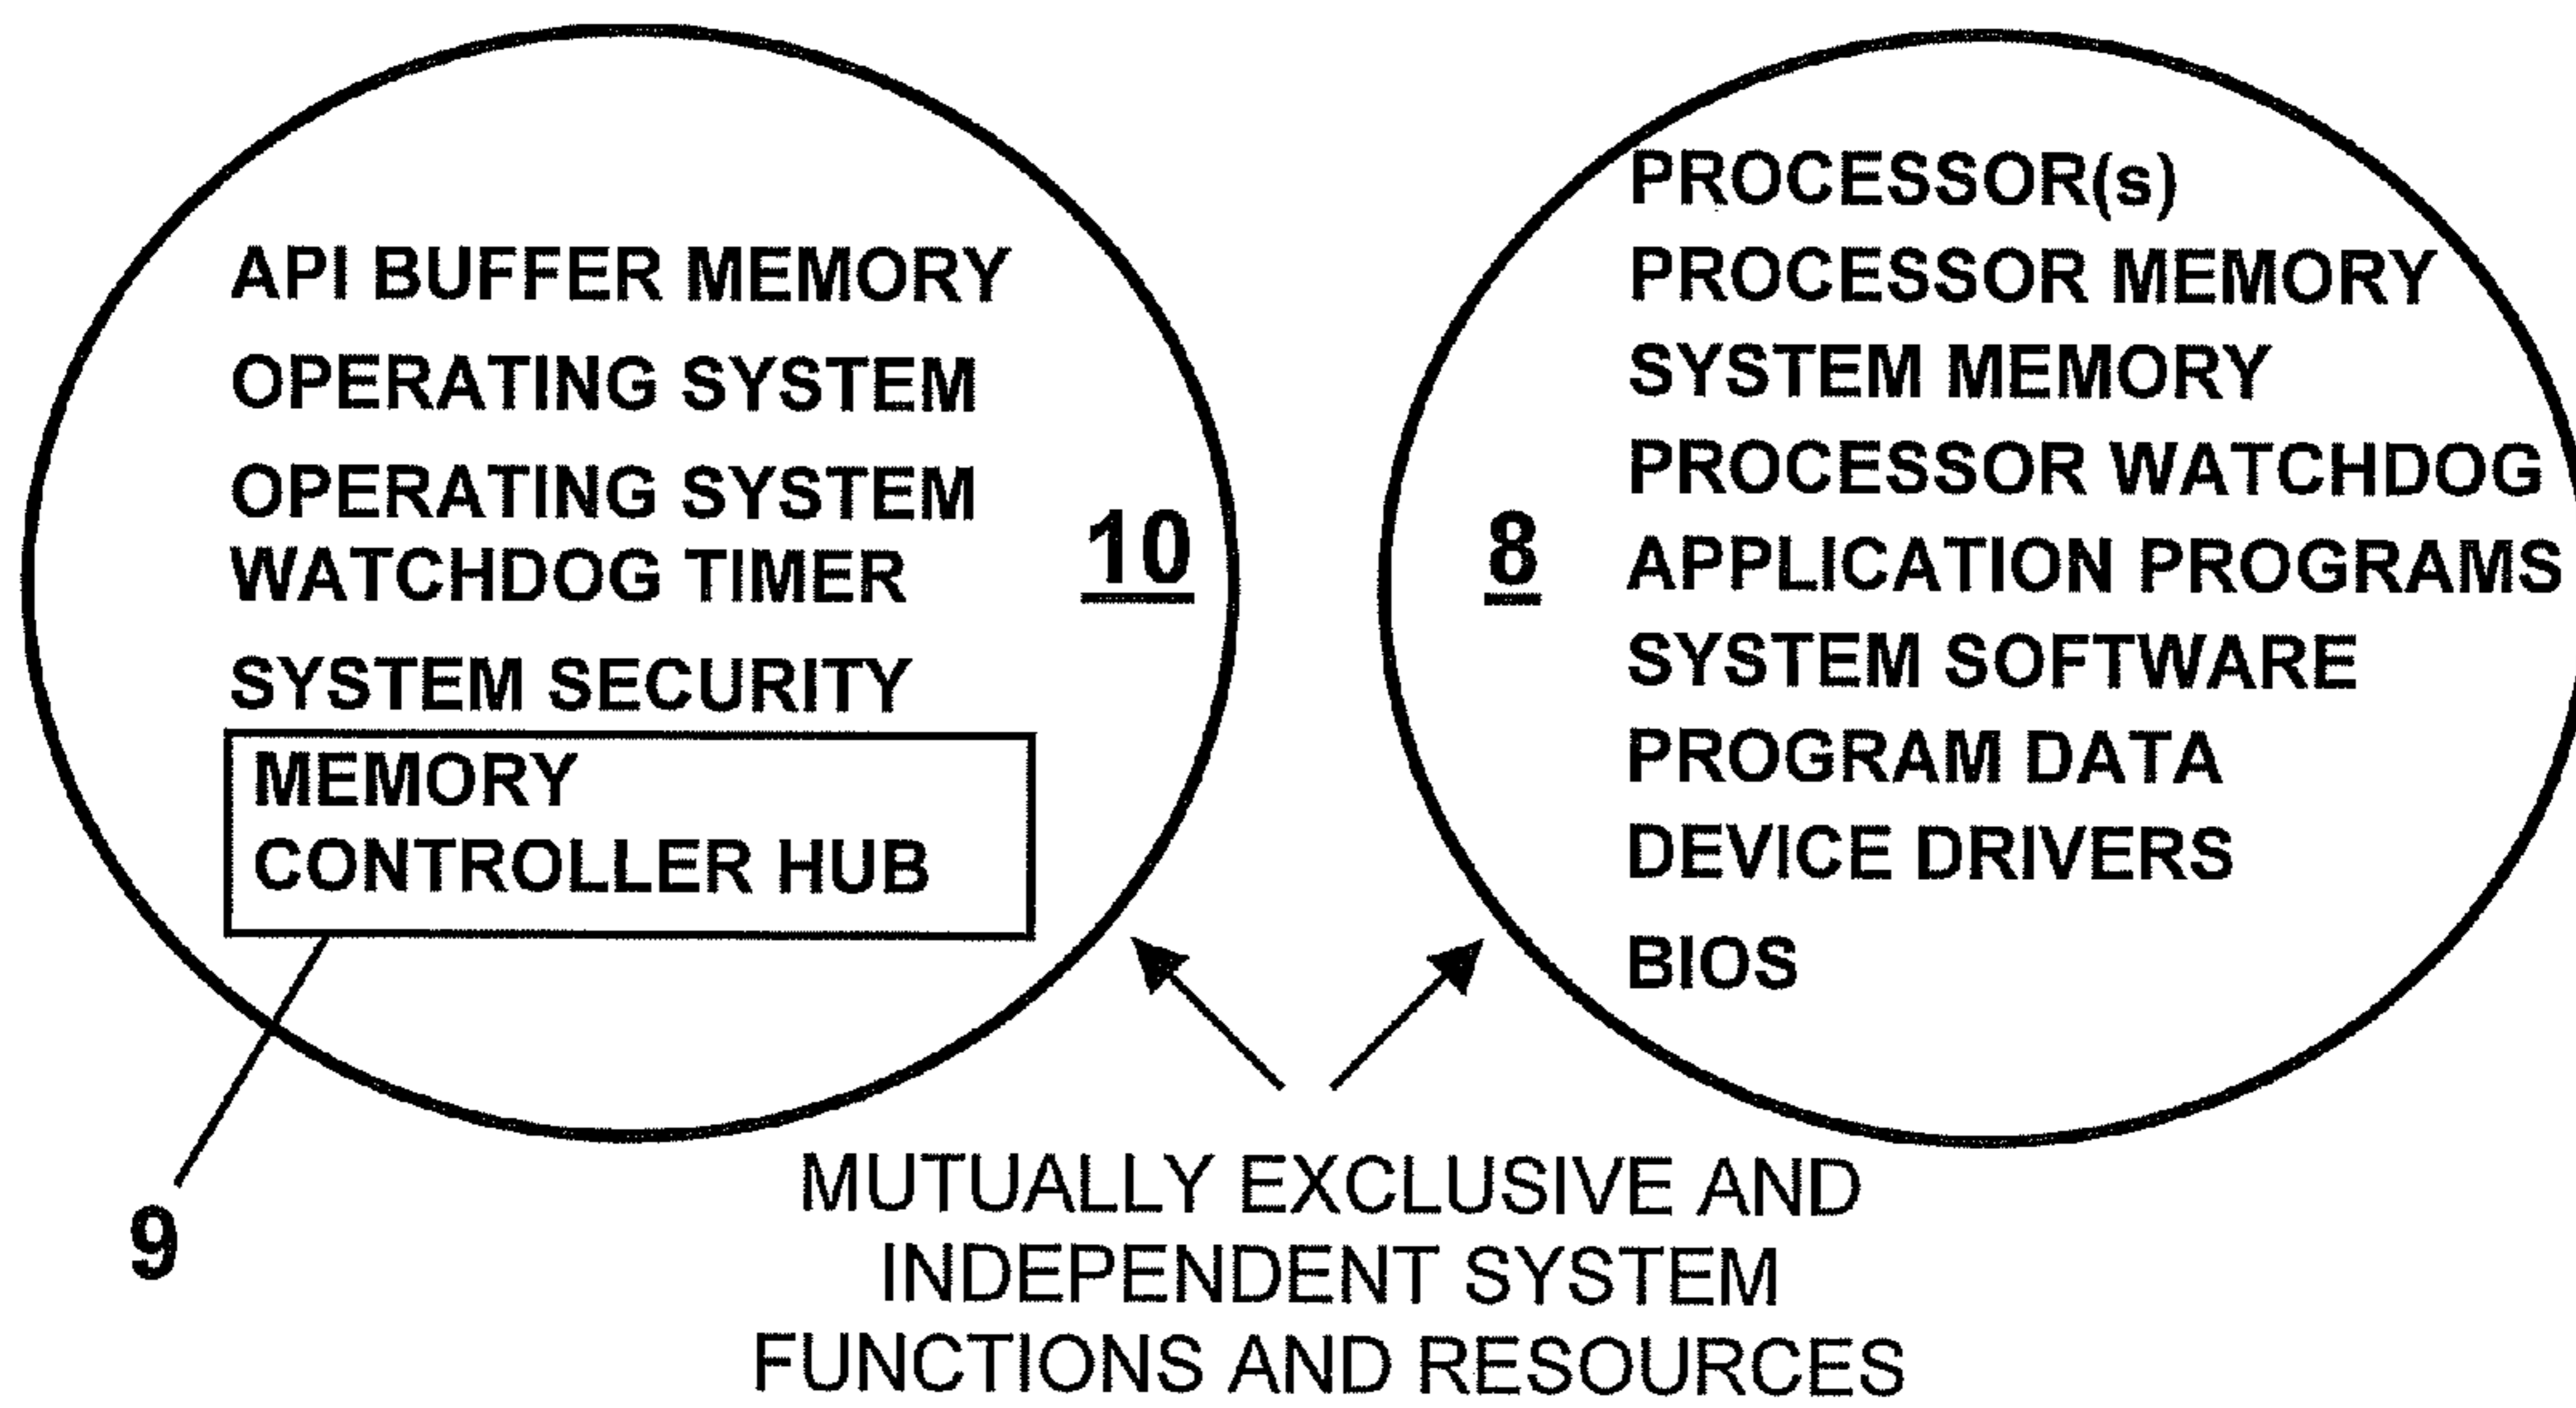 API BUFFER MEMORY
OPERATING SYSTEM
OPERATING SYSTEM
WATCHDOG TIMER
SYSTEM SECURITY
MEMORY
CONTROLLER HUB
10
9
8
PROCESSOR(s)
PROCESSOR MEMORY
SYSTEM MEMORY
PROCESSOR WATCHDOG
APPLICATION PROGRAMS
SYSTEM SOFTWARE
PROGRAM DATA
DEVICE DRIVERS
BIOS
MUTUALLY EXCLUSIVE AND
INDEPENDENT SYSTEM
FUNCTIONS AND RESOURCES